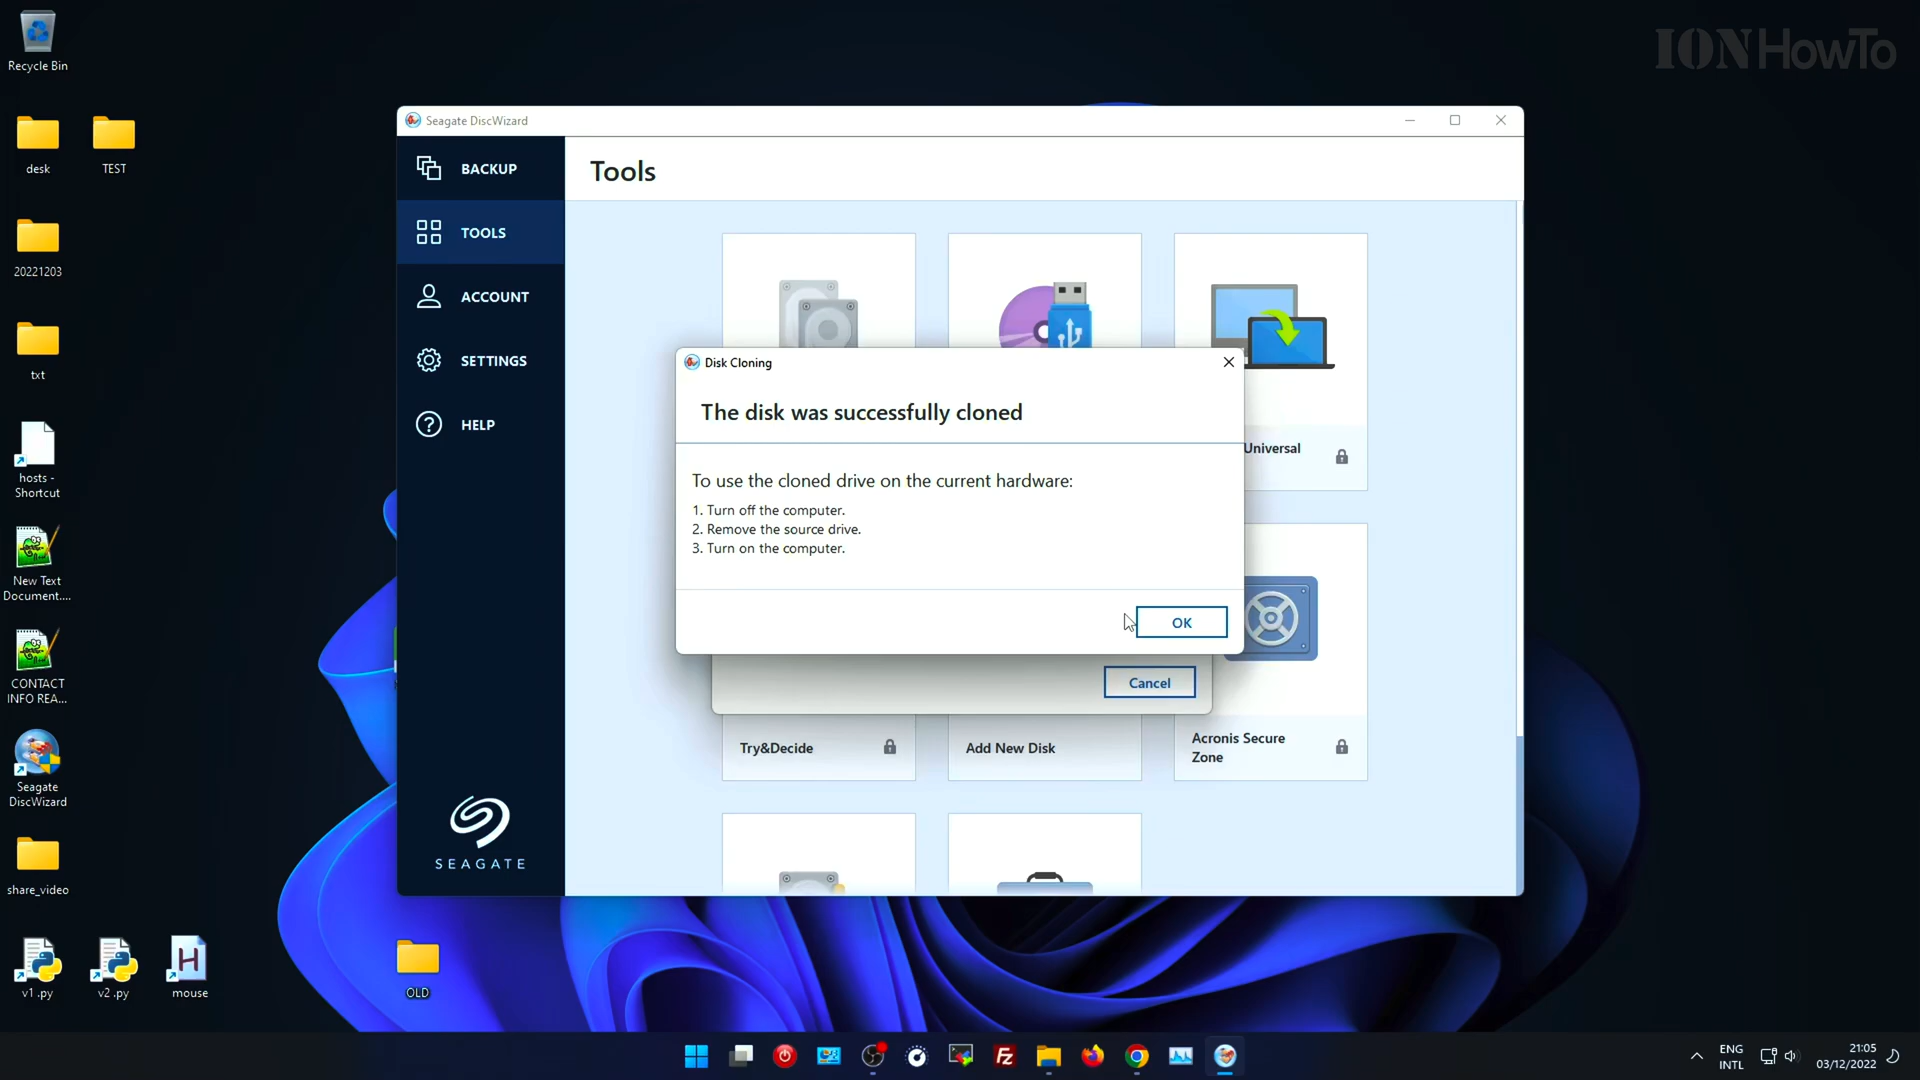 IONHowTo
Recycle Bin
desk
TEST
20221203
txt
hosts -
Shortcut
New Text
Document....
CONTACT
INFO REA...
Seagate
DiscWizard
share_video
v1 .py
v2 .py
mouse
OLD
Seagate DiscWizard
BACKUP
TOOLS
ACCOUNT
SETTINGS
HELP
SEAGATE
Tools
Universal
Disk Cloning
The disk was successfully cloned
To use the cloned drive on the current hardware:
1. Turn off the computer.
2. Remove the source drive.
3. Turn on the computer.
OK
Cancel
Try&Decide
Add New Disk
Acronis Secure
Zone
ENG
INTL
21:05
03/12/2022